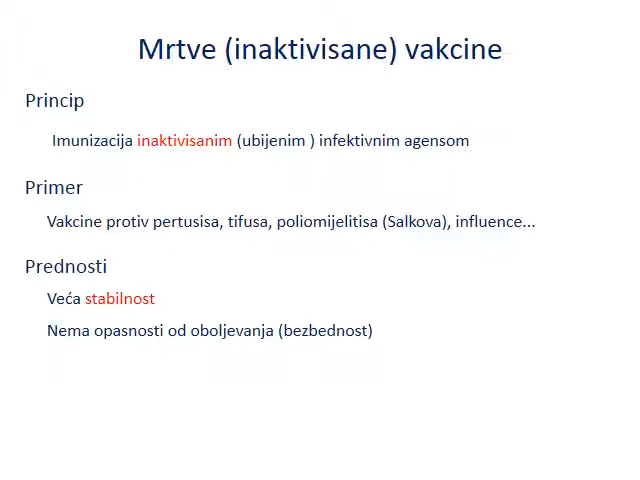 Mrtve (inaktivisane) vakcine
Princip
Imunizacija inaktivisanim (ubijenim ) infektivnim agensom
Primer
Vakcine protiv pertusisa, tifusa, poliomijelitisa (Salkova), influence...
Prednosti
Veća stabilnost
Nema opasnosti od oboljevanja (bezbednost)